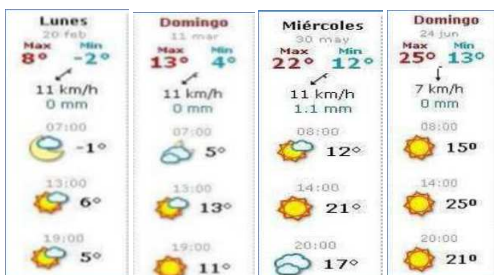 Lunes
20 feb
Max Min
8° -2°
11 km/h
0 mm
07:00
-1°
13:00
6°
19:00
5°
Domingo
11 mar
Max Min
13° 4°
11 km/h
0 mm
07:00
5°
13:00
13°
19:00
11°
Miércoles
30 may
Max Min
22° 12°
11 km/h
1.1 mm
08:00
12°
14:00
21°
20:00
17°
Domingo
24 jun
Max Min
25° 13°
7 km/h
0 mm
08:00
15º
14:00
25º
20:00
21º